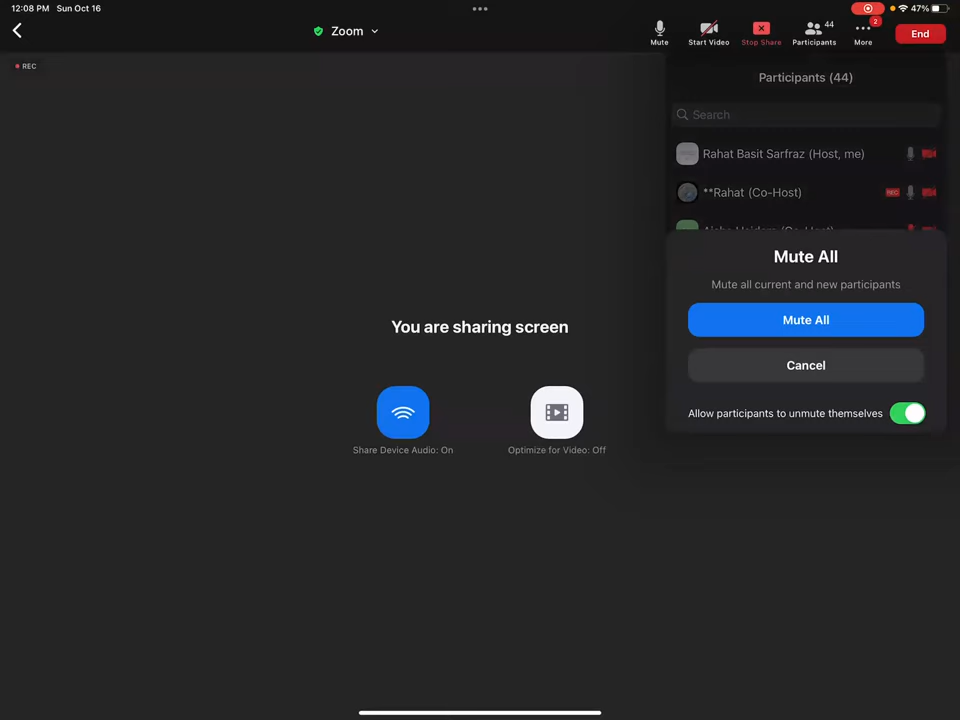 12:08 PM Sun Oct 16
47%
Zoom
Mute
Start Video
Stop Share
44
Participants
2
More
End
REC
Participants (44)
Search
Rahat Basit Sarfraz (Host, me)
**Rahat (Co-Host)
REC
Mute All
Mute all current and new participants
Mute All
Cancel
Allow participants to unmute themselves
You are sharing screen
Share Device Audio: On
Optimize for Video: Off